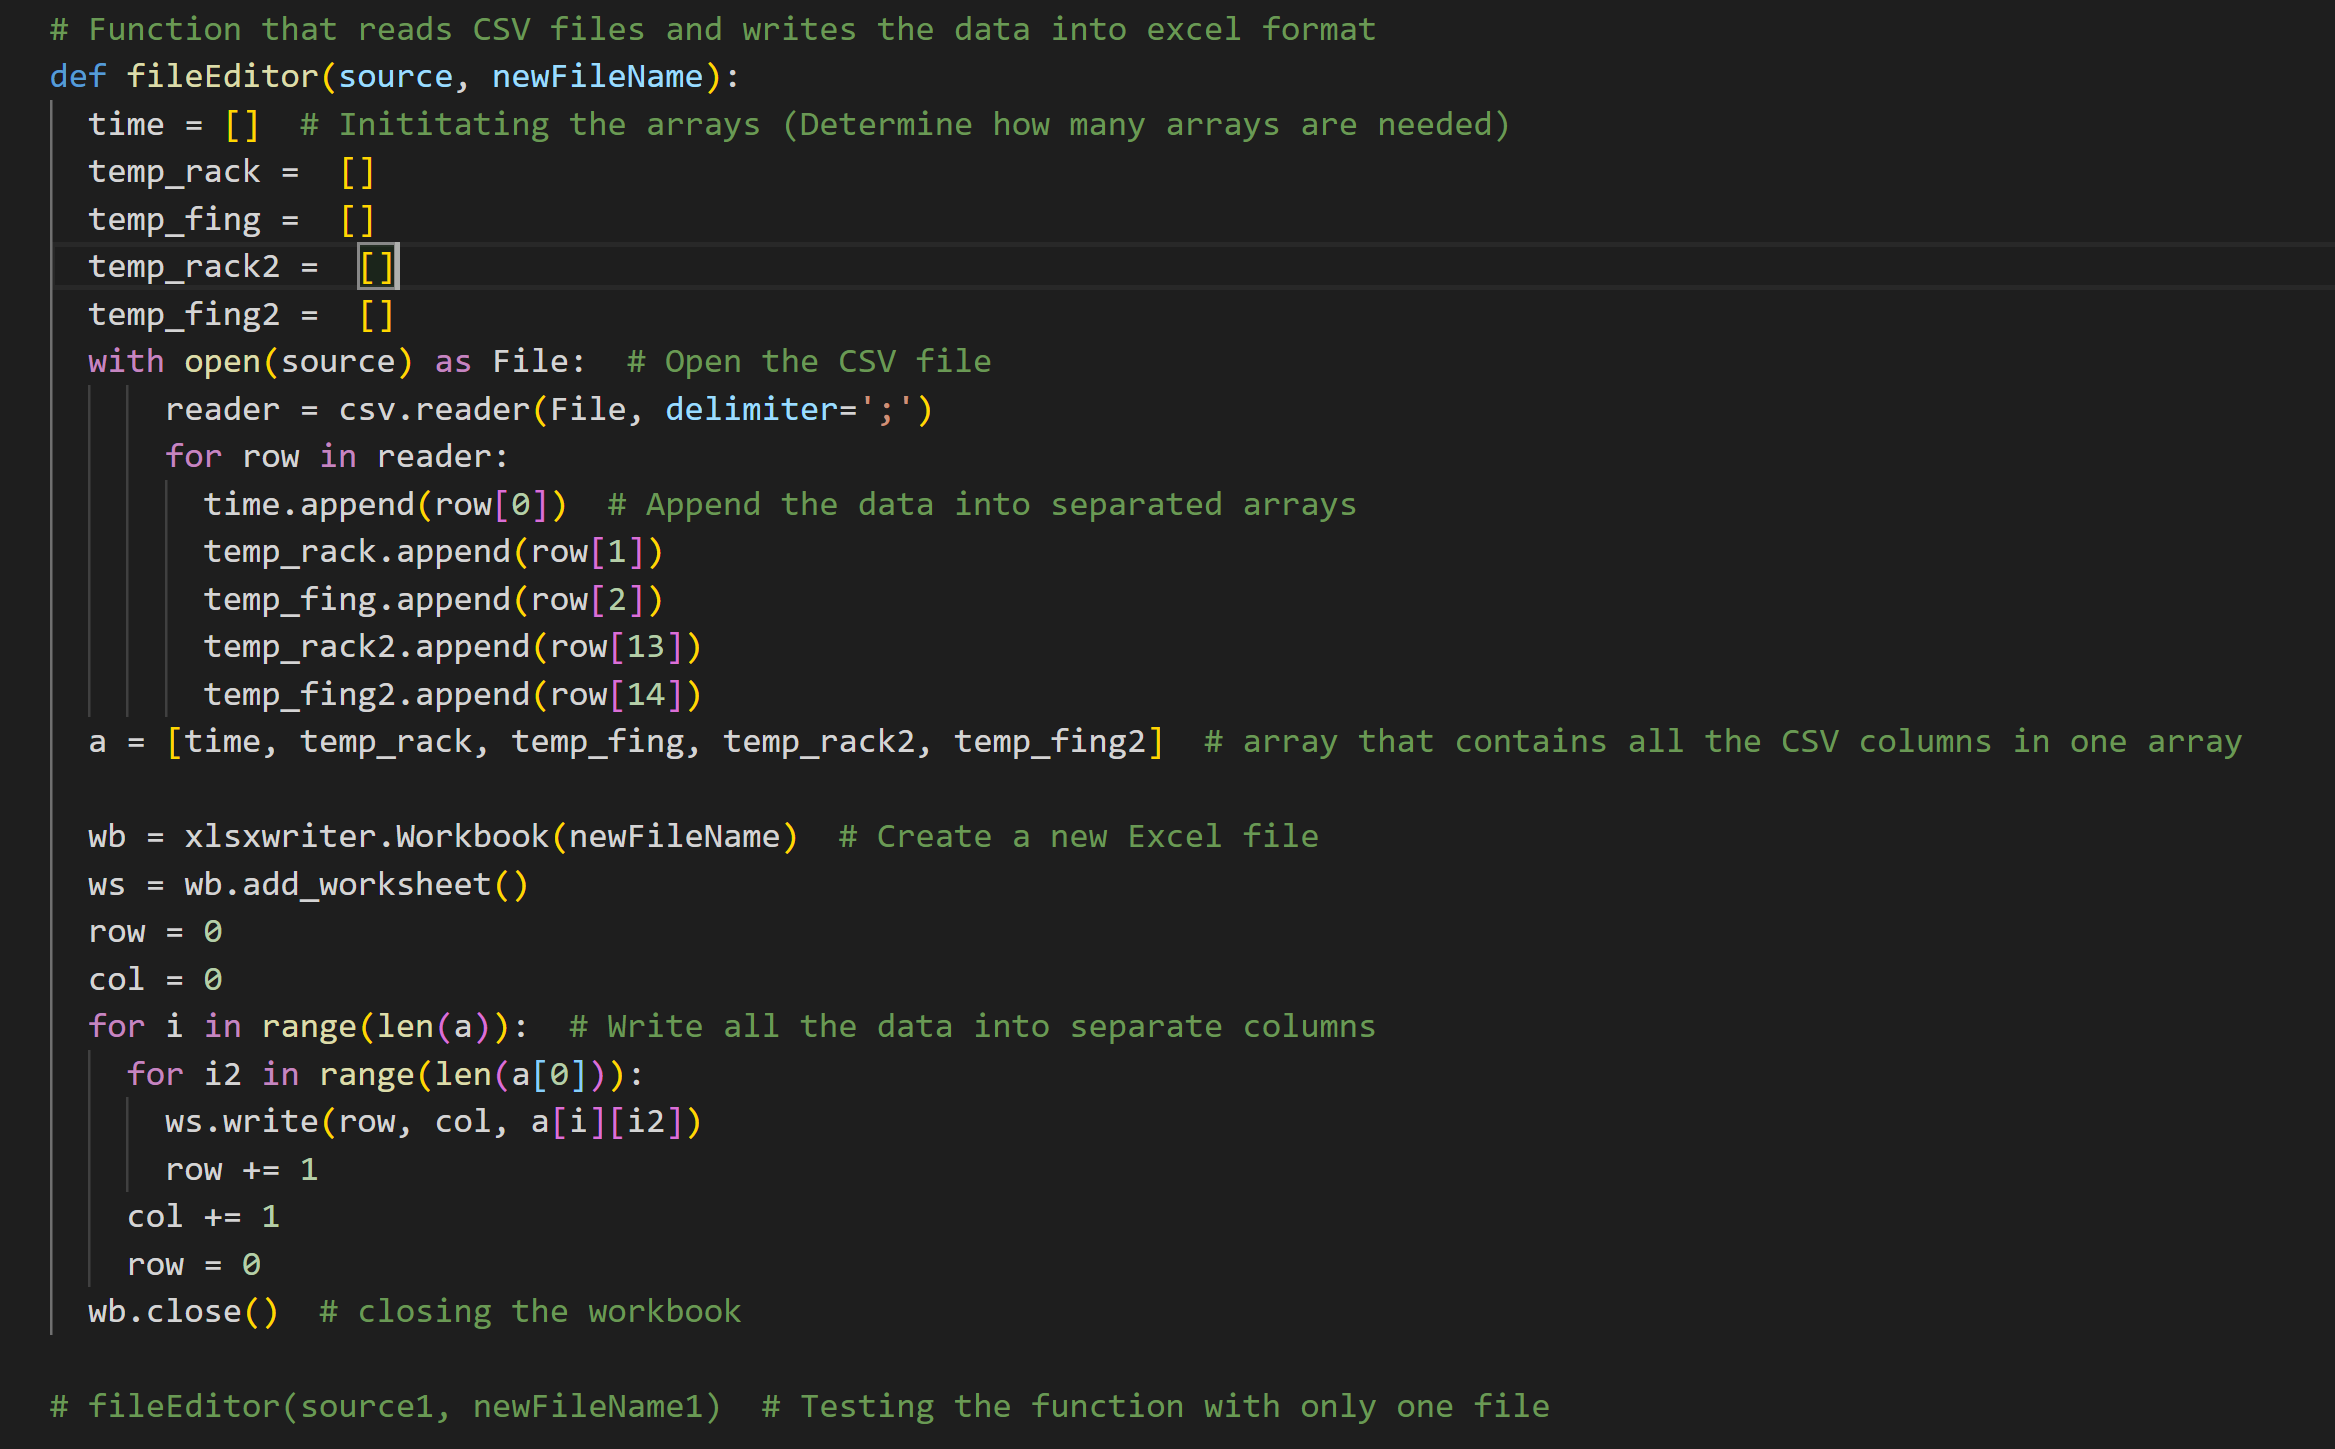 # Function that reads CSV files and writes the data into excel format
def fileEditor(source, newFileName):
  time = []  # Inititating the arrays (Determine how many arrays are needed)
  temp_rack =  []
  temp_fing =  []
  temp_rack2 =  []
  temp_fing2 =  []
  with open(source) as File:  # Open the CSV file
      reader = csv.reader(File, delimiter=';')
      for row in reader:
        time.append(row[0])  # Append the data into separated arrays
        temp_rack.append(row[1])
        temp_fing.append(row[2])
        temp_rack2.append(row[13])
        temp_fing2.append(row[14])
  a = [time, temp_rack, temp_fing, temp_rack2, temp_fing2]  # array that contains all the CSV columns in one array

  wb = xlsxwriter.Workbook(newFileName)  # Create a new Excel file
  ws = wb.add_worksheet()
  row = 0
  col = 0
  for i in range(len(a)):  # Write all the data into separate columns
    for i2 in range(len(a[0])):
      ws.write(row, col, a[i][i2])
      row += 1
    col += 1
    row = 0
  wb.close()  # closing the workbook

# fileEditor(source1, newFileName1)  # Testing the function with only one file